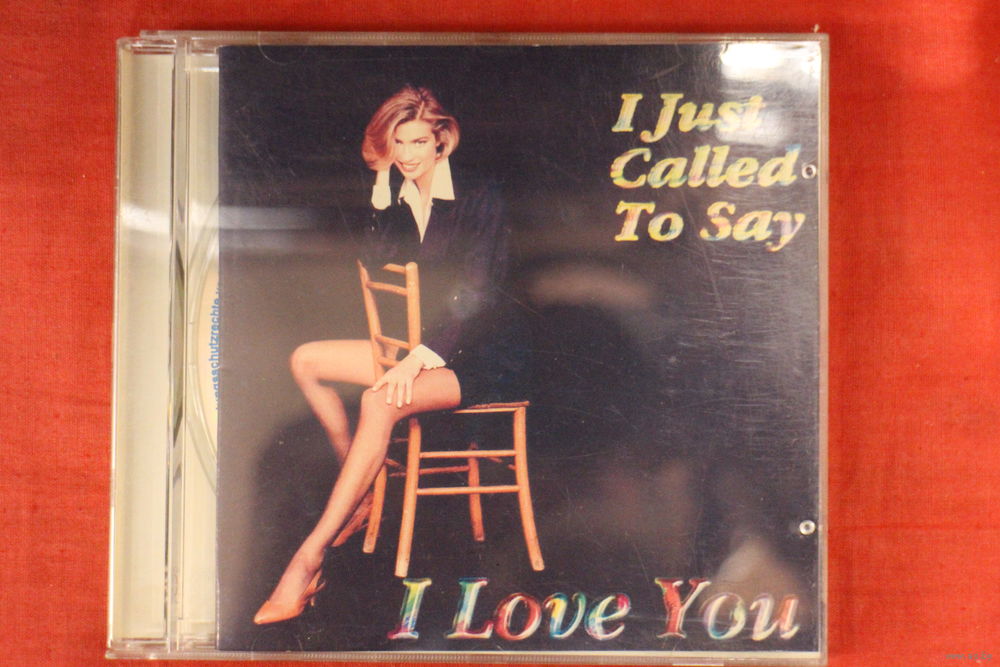 I Just
Called
To Say
I Love You